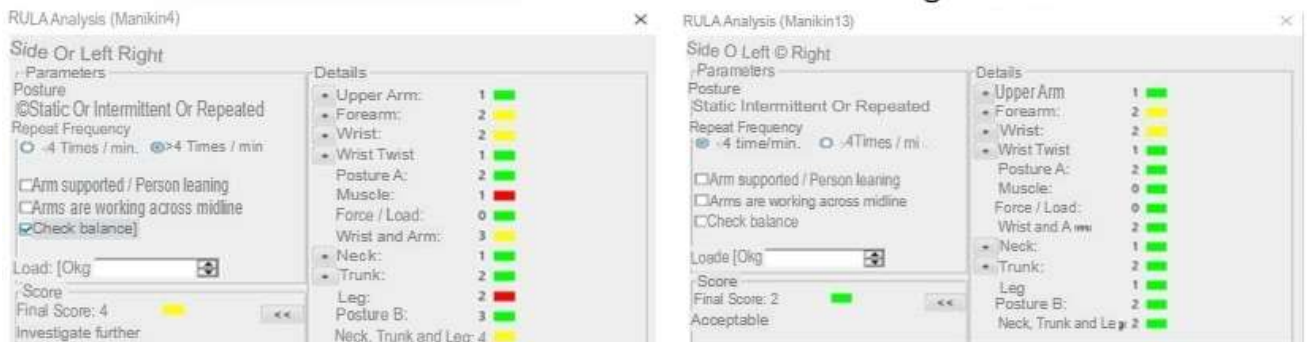 RULA Analysis (Manikin4)
Side Or Left Right
Parameters
Posture
©Static Or Intermittent Or Repeated
Repeat Frequency
-4 Times / min. >4 Times / min
Arm supported / Person leaning
Arms are working across midline
Check balance]
Load: [Okg
Score
Final Score: 4
<<
Investigate further
Details
Upper Arm: 1
Forearm: 2
Wrist: 2
Wrist Twist 1
Posture A: 2
Muscle: 1
Force / Load: 0
Wrist and Arm: 3
Neck: 1
Trunk: 2
Leg: 2
Posture B: 3
Neck, Trunk and Leg: 4
RULA Analysis (Manikin13)
Side O Left © Right
Parameters
Posture
Static Intermittent Or Repeated
Repeat Frequency
-4 time/min. -4Times / mi
Arm supported / Person leaning
Arms are working across midline
Check balance
Loade [Okg
Score
Final Score: 2
<<
Acceptable
Details
Upper Arm 1
Forearm: 2
Wrist: 2
Wrist Twist 1
Posture A: 2
Muscle: 0
Force / Load: 0
Wrist and A 2
Neck: 1
Trunk: 2
Leg 1
Posture B: 2
Neck, Trunk and Le 2